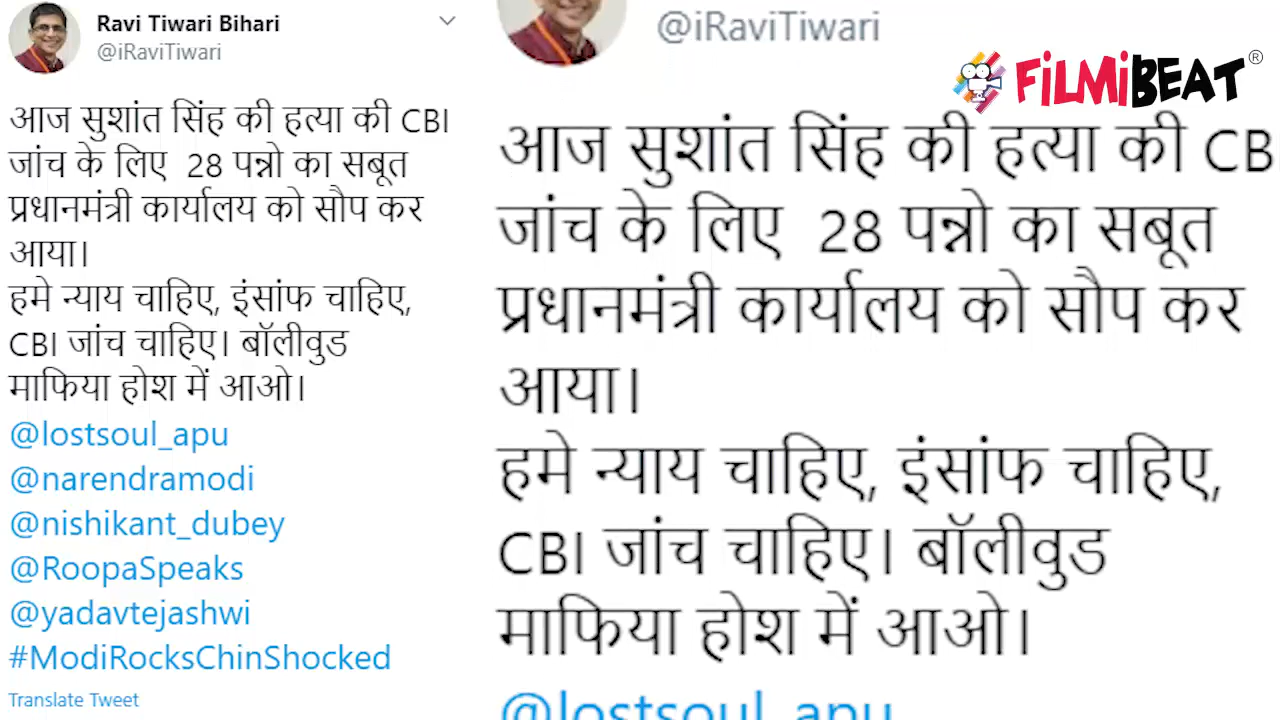 Ravi Tiwari Bihari
@iRaviTiwari
आज सुशांत सिंह की हत्या की CBI
जांच के लिए 28 पन्नो का सबूत
प्रधानमंत्री कार्यालय को सौप कर
आया।
हमे न्याय चाहिए, इंसांफ चाहिए,
CBI जांच चाहिए। बॉलीवुड
माफिया होश में आओ।
@lostsoul_apu
@narendramodi
@nishikant_dubey
@RoopaSpeaks
@yadavtejashwi
#ModiRocksChinShocked
Translate Tweet
@iRaviTiwari
FiLMiBEAT®
आज सुशांत सिंह की हत्या की CB
जांच के लिए 28 पन्नो का सबूत
प्रधानमंत्री कार्यालय को सौप कर
आया।
हमे न्याय चाहिए, इंसांफ चाहिए,
CBI जांच चाहिए। बॉलीवुड
माफिया होश में आओ।
@lostsoul_apu